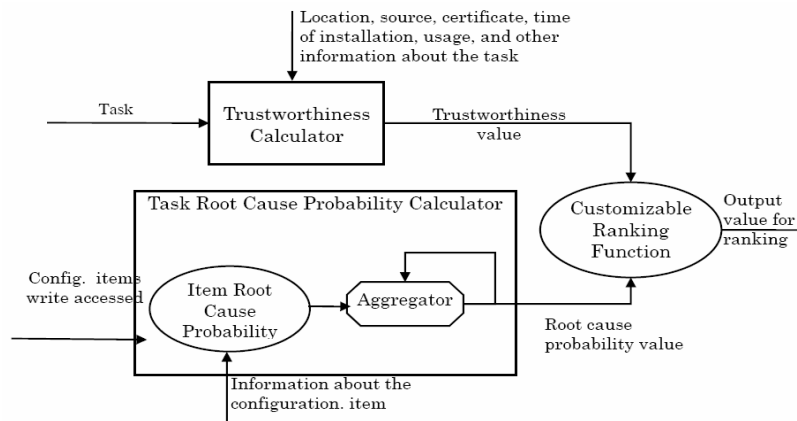 Location, source, certificate, time
of installation, usage, and other
information about the task
Task
Trustworthiness
Calculator
Trustworthiness
value
Task Root Cause Probability Calculator
Customizable
Ranking
Function
Output
value for
ranking
Config. items
write accessed
Item Root
Cause
Probability
Aggregator
Root cause
probability value
Information about the
configuration. item